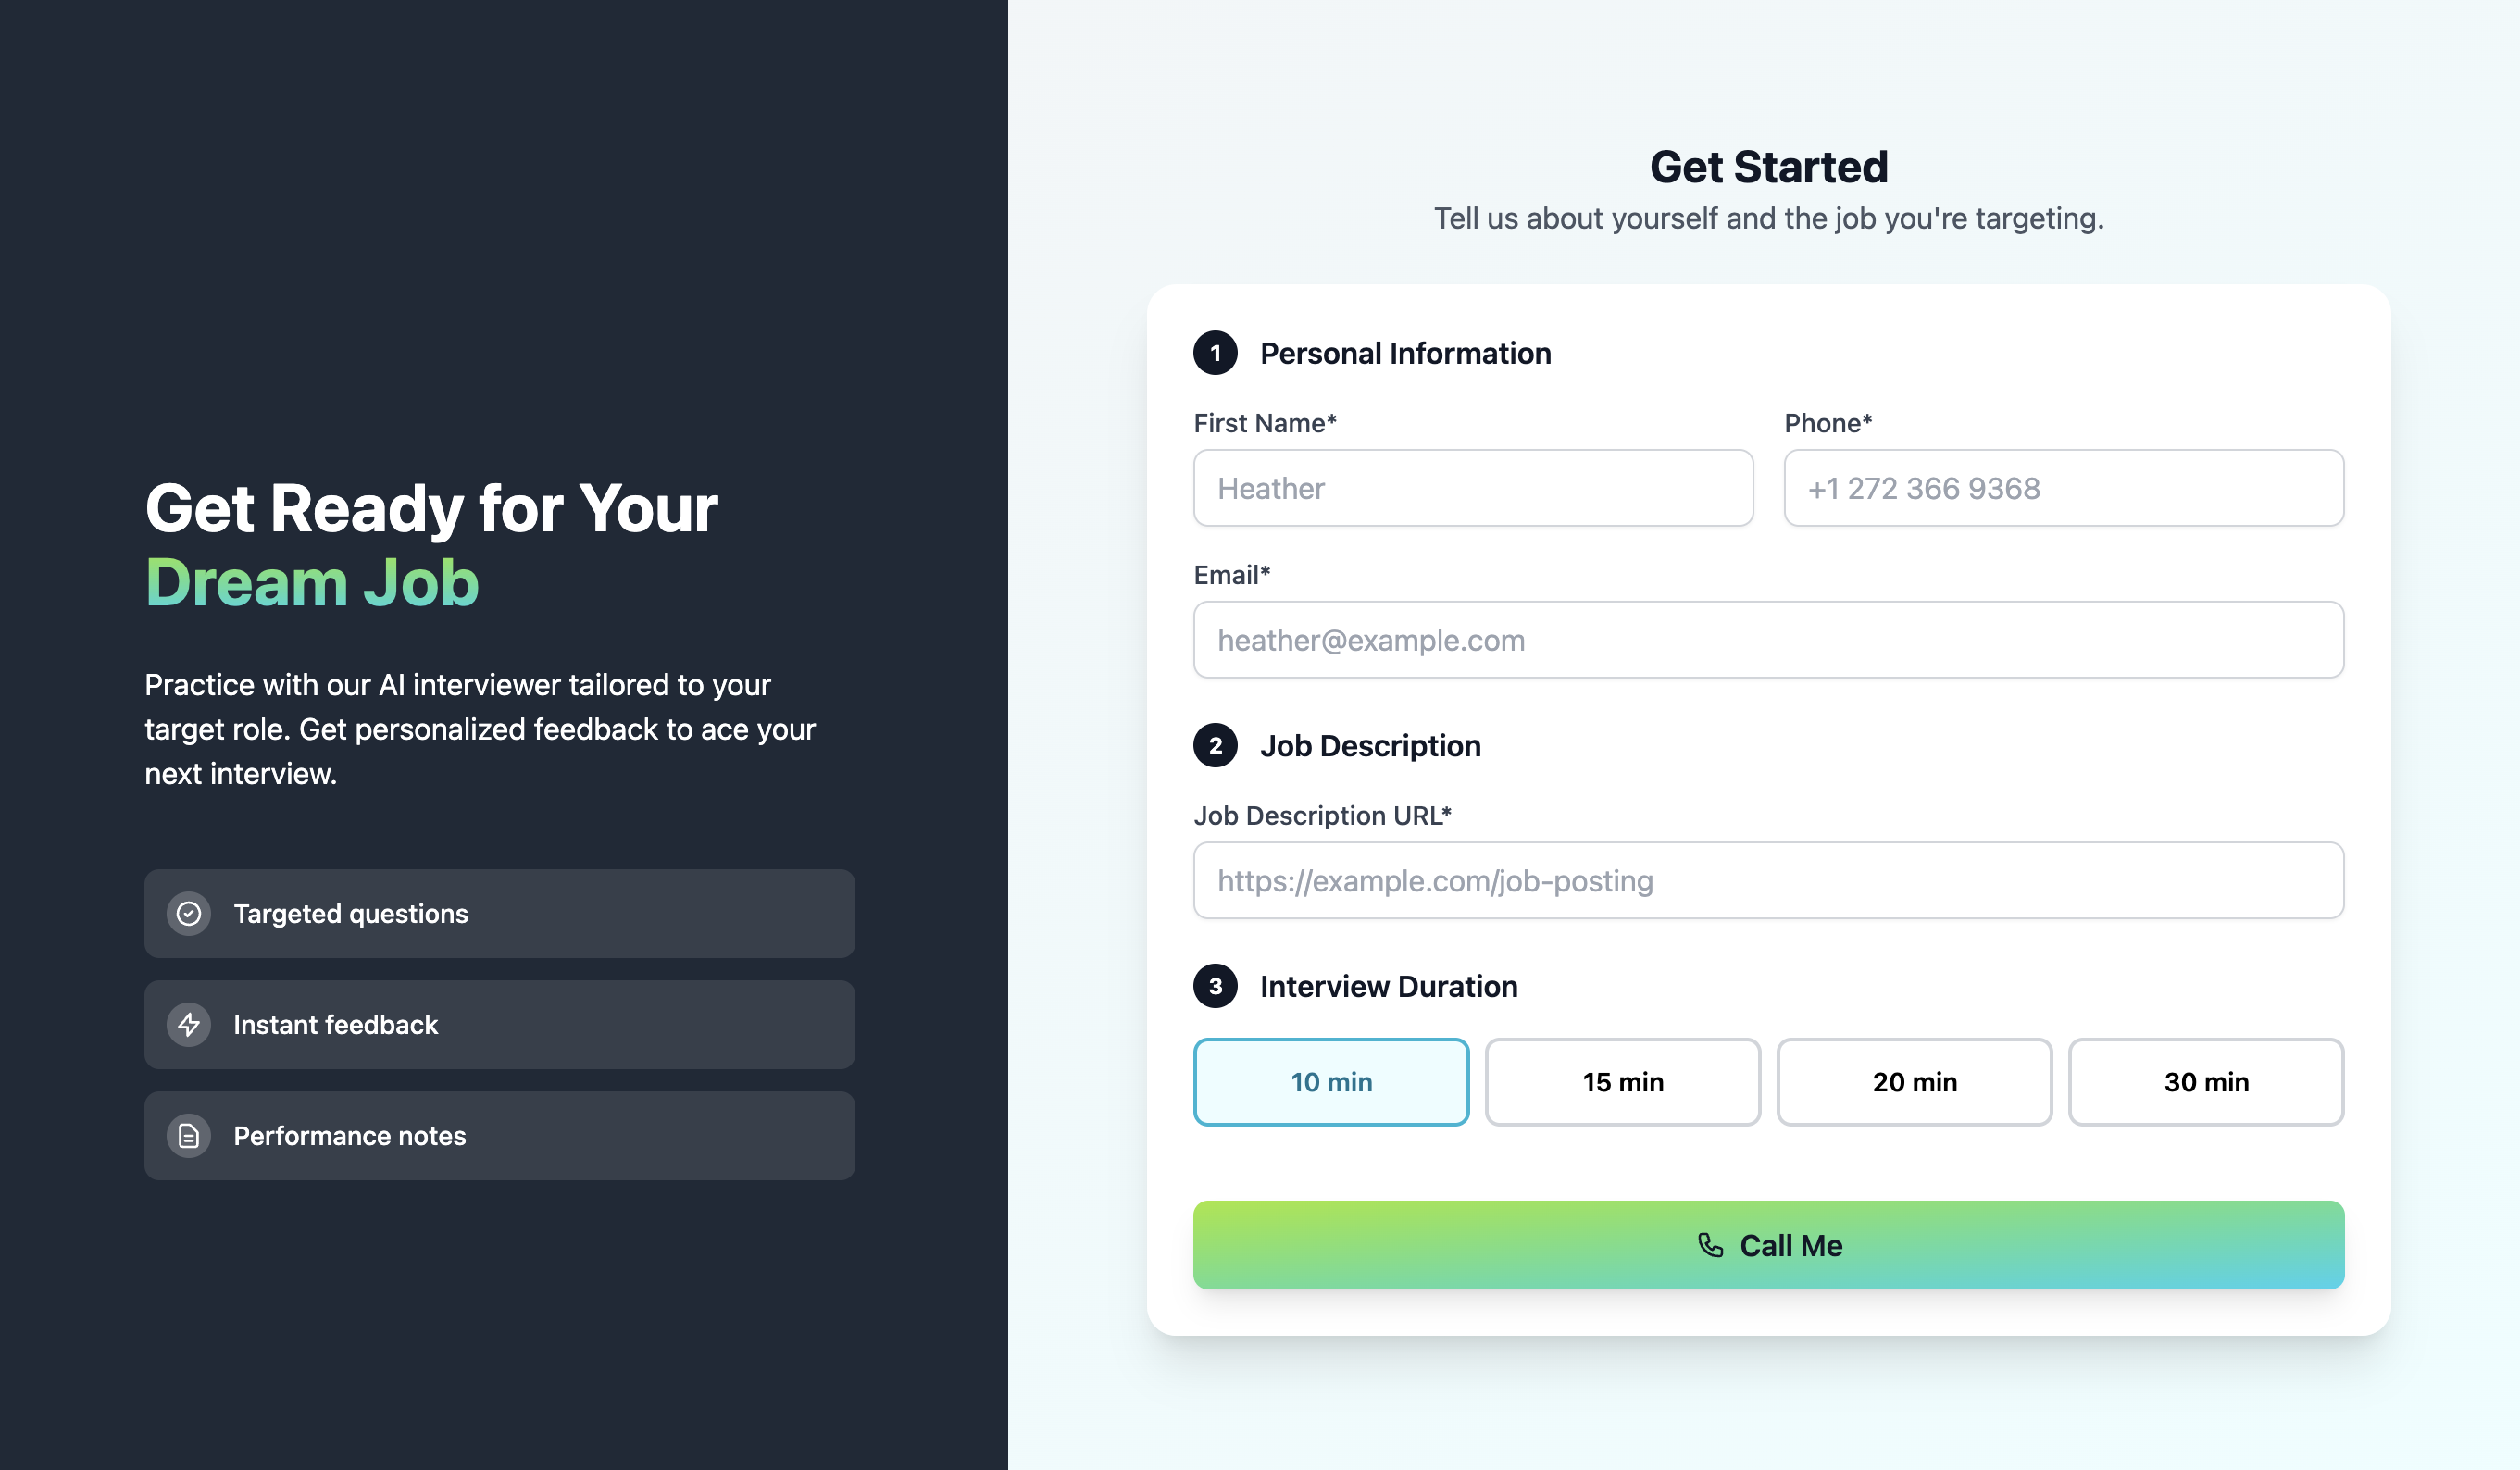 Get Ready for Your
Dream Job
Practice with our AI interviewer tailored to your
target role. Get personalized feedback to ace your
next interview.
Targeted questions
Instant feedback
Performance notes
Get Started
Tell us about yourself and the job you're targeting.
1 Personal Information
First Name* Phone*
Heather +1 272 366 9368
Email*
heather@example.com
2 Job Description
Job Description URL*
https://example.com/job-posting
3 Interview Duration
10 min 15 min 20 min 30 min
Call Me